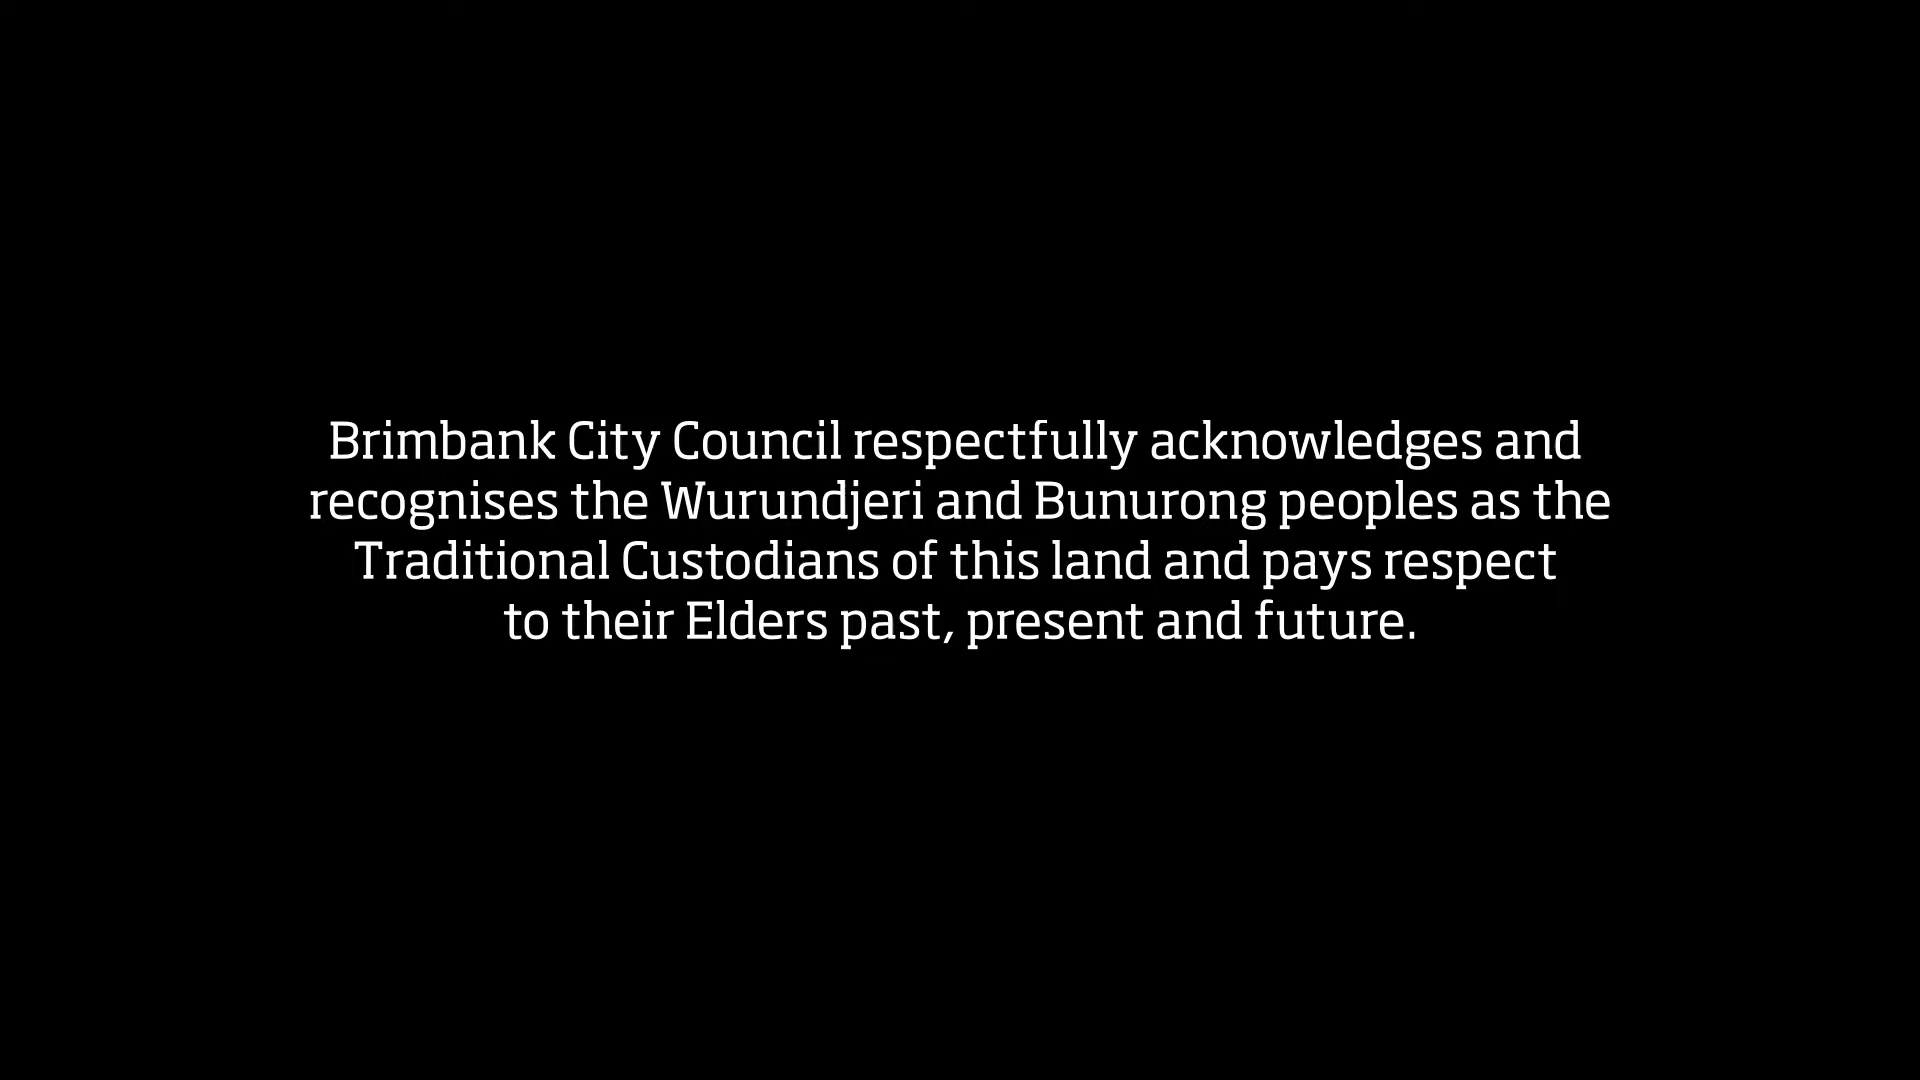 Brimbank City Council respectfully acknowledges and
recognises the Wurundjeri and Bunurong peoples as the
Traditional Custodians of this land and pays respect
to their Elders past, present and future.